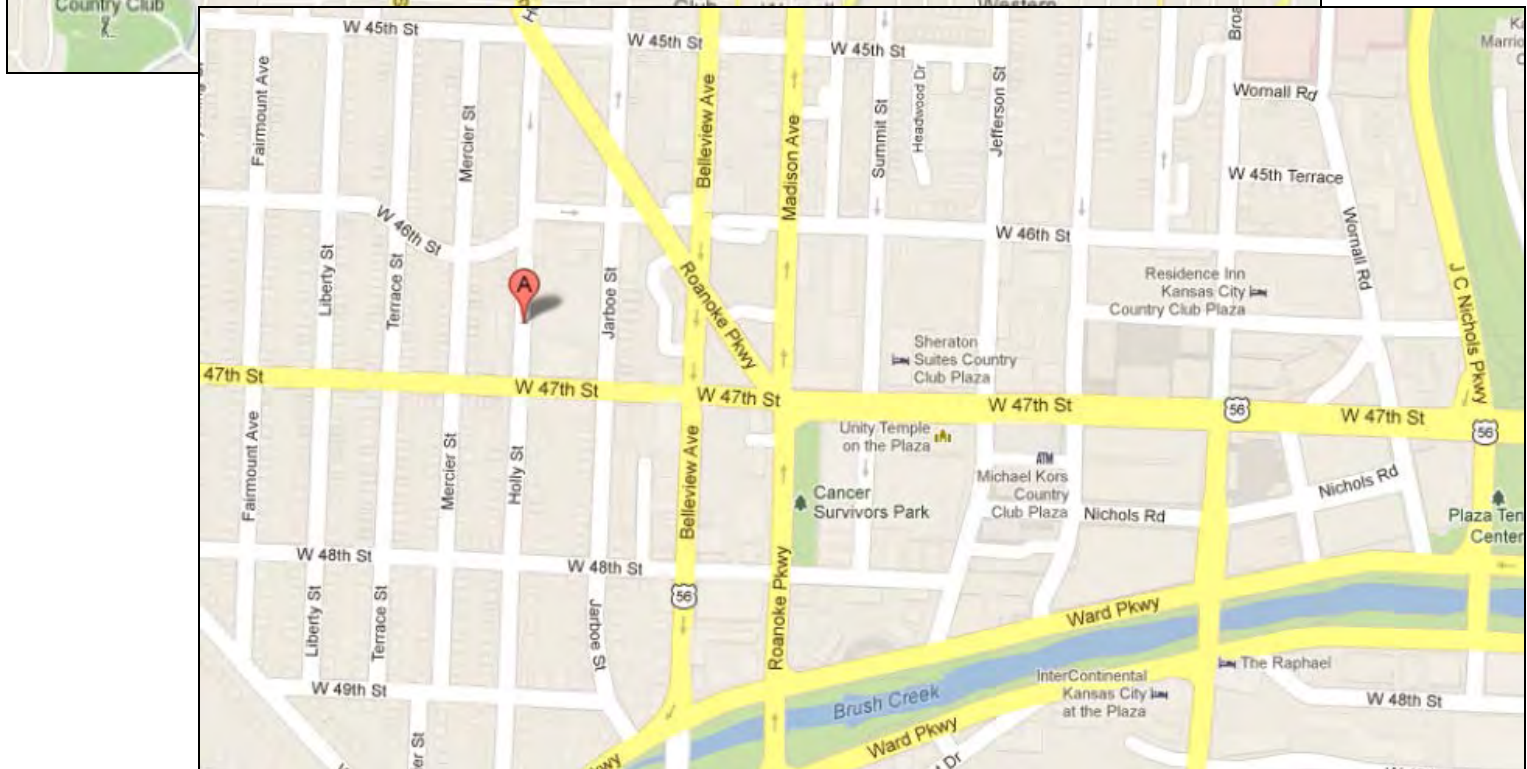 Country Club
W 45th St
W 45th St
W 45th St
Fairmount Ave
Mercier St
Belleview Ave
Madison Ave
Summit St
Headwood Dr
Jefferson St
Wornall Rd
W 45th Terrace
Wornall Rd
W 46th St
W 46th St
Liberty St
Terrace St
A
Jarboe St
Roanoke Pkwy
Residence Inn
Kansas City
Country Club Plaza
J C Nichols Pkwy
Sheraton
Suites Country
Club Plaza
47th St
W 47th St
W 47th St
W 47th St
56
W 47th St
56
Fairmount Ave
Mercier St
Holly St
Belleview Ave
Unity Temple
on the Plaza
ATM
Michael Kors
Country
Club Plaza
Nichols Rd
Nichols Rd
Cancer
Survivors Park
Plaza Ten
Center
W 48th St
W 48th St
56
Liberty St
Terrace St
Jarboe St
Roanoke Pkwy
Ward Pkwy
The Raphael
W 49th St
InterContinental
Kansas City
at the Plaza
W 48th St
Brush Creek
Ward Pkwy